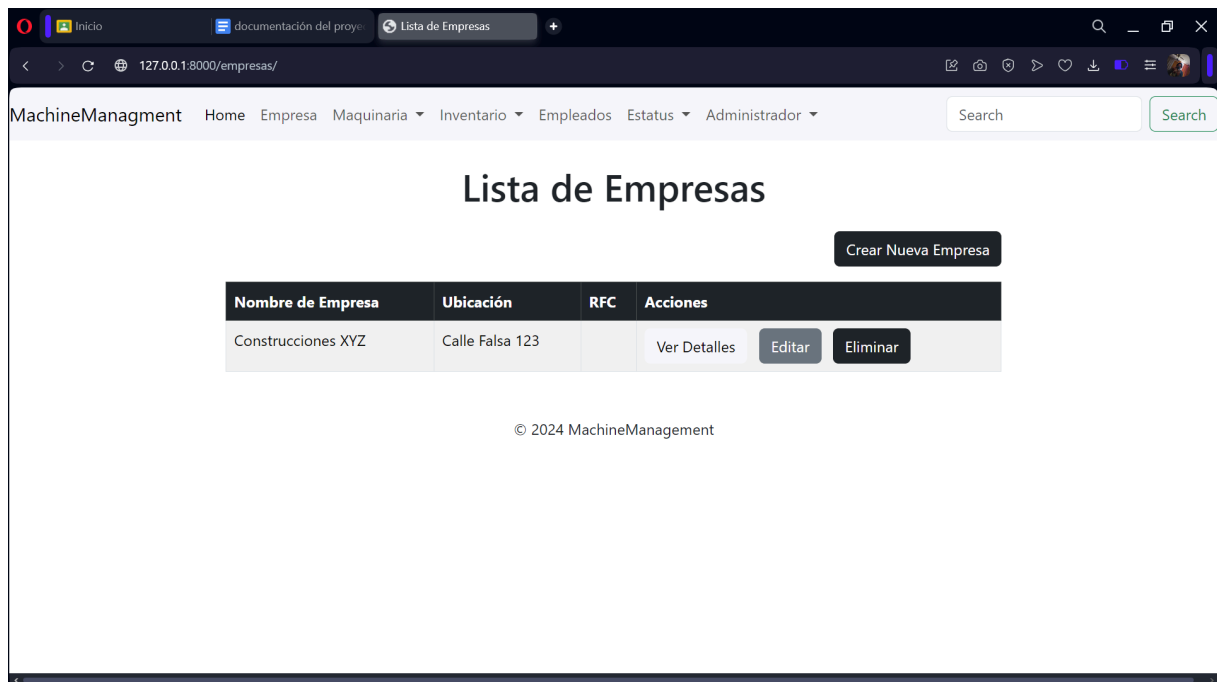 Inicio documentación del proye Lista de Empresas
127.0.0.1:8000/empresas/
MachineManagment Home Empresa Maquinaria Inventario Empleados Estatus Administrador Search Search
Lista de Empresas
Crear Nueva Empresa
Nombre de Empresa Ubicación RFC Acciones
Construcciones XYZ Calle Falsa 123 Ver Detalles Editar Eliminar
© 2024 MachineManagement